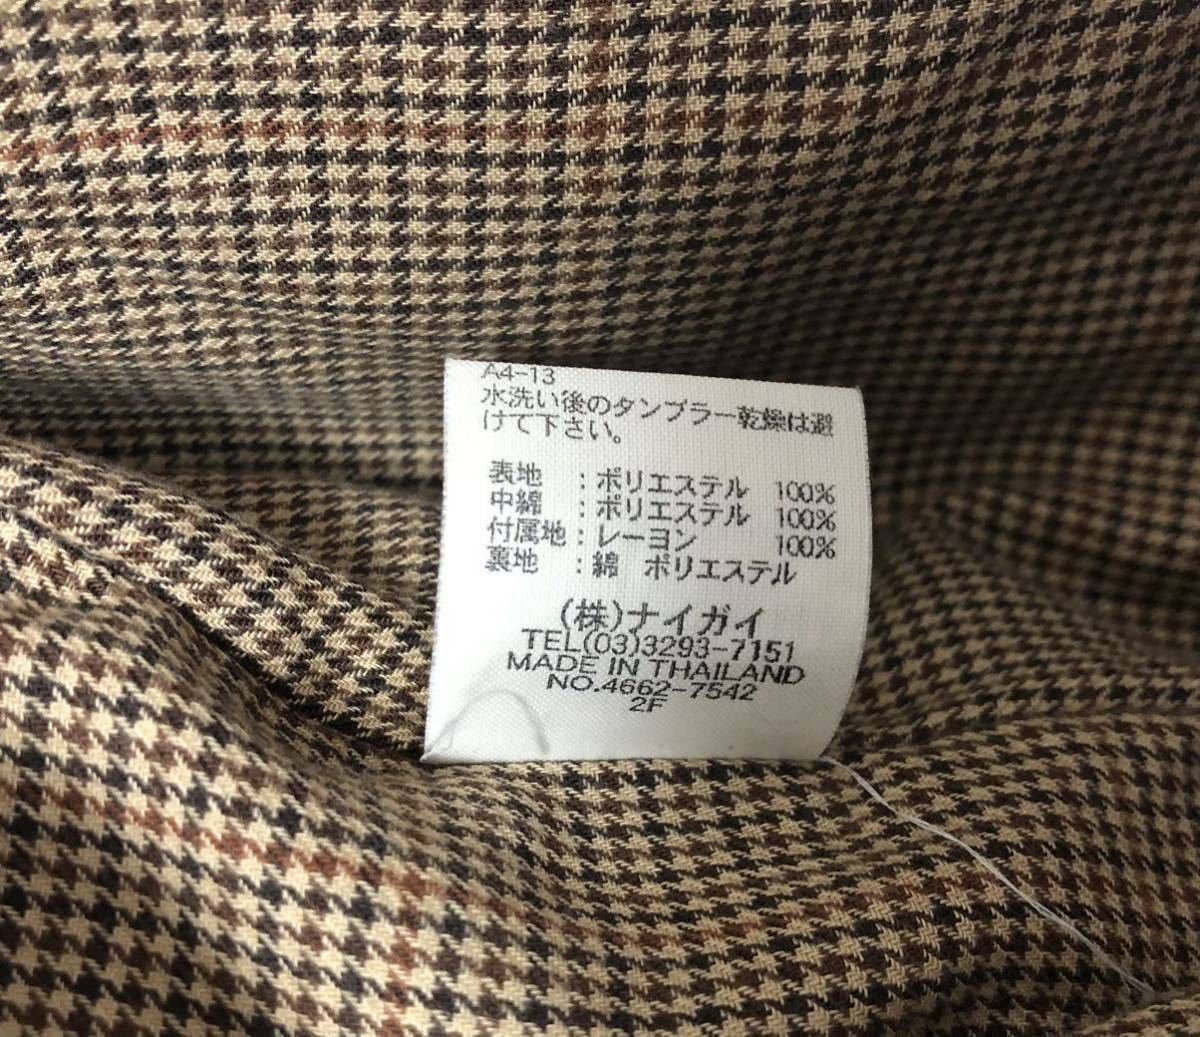 A4-13
水洗い後のタンブラー乾燥は避
けて下さい。
表地 : ポリエステル 100%
中綿 : ポリエステル 100%
付属地 : レーヨン 100%
裏地 : 綿 ポリエステル
(株)ナイガイ
TEL(03)3293-7151
MADE IN THAILAND
NO.4662-7542
2F